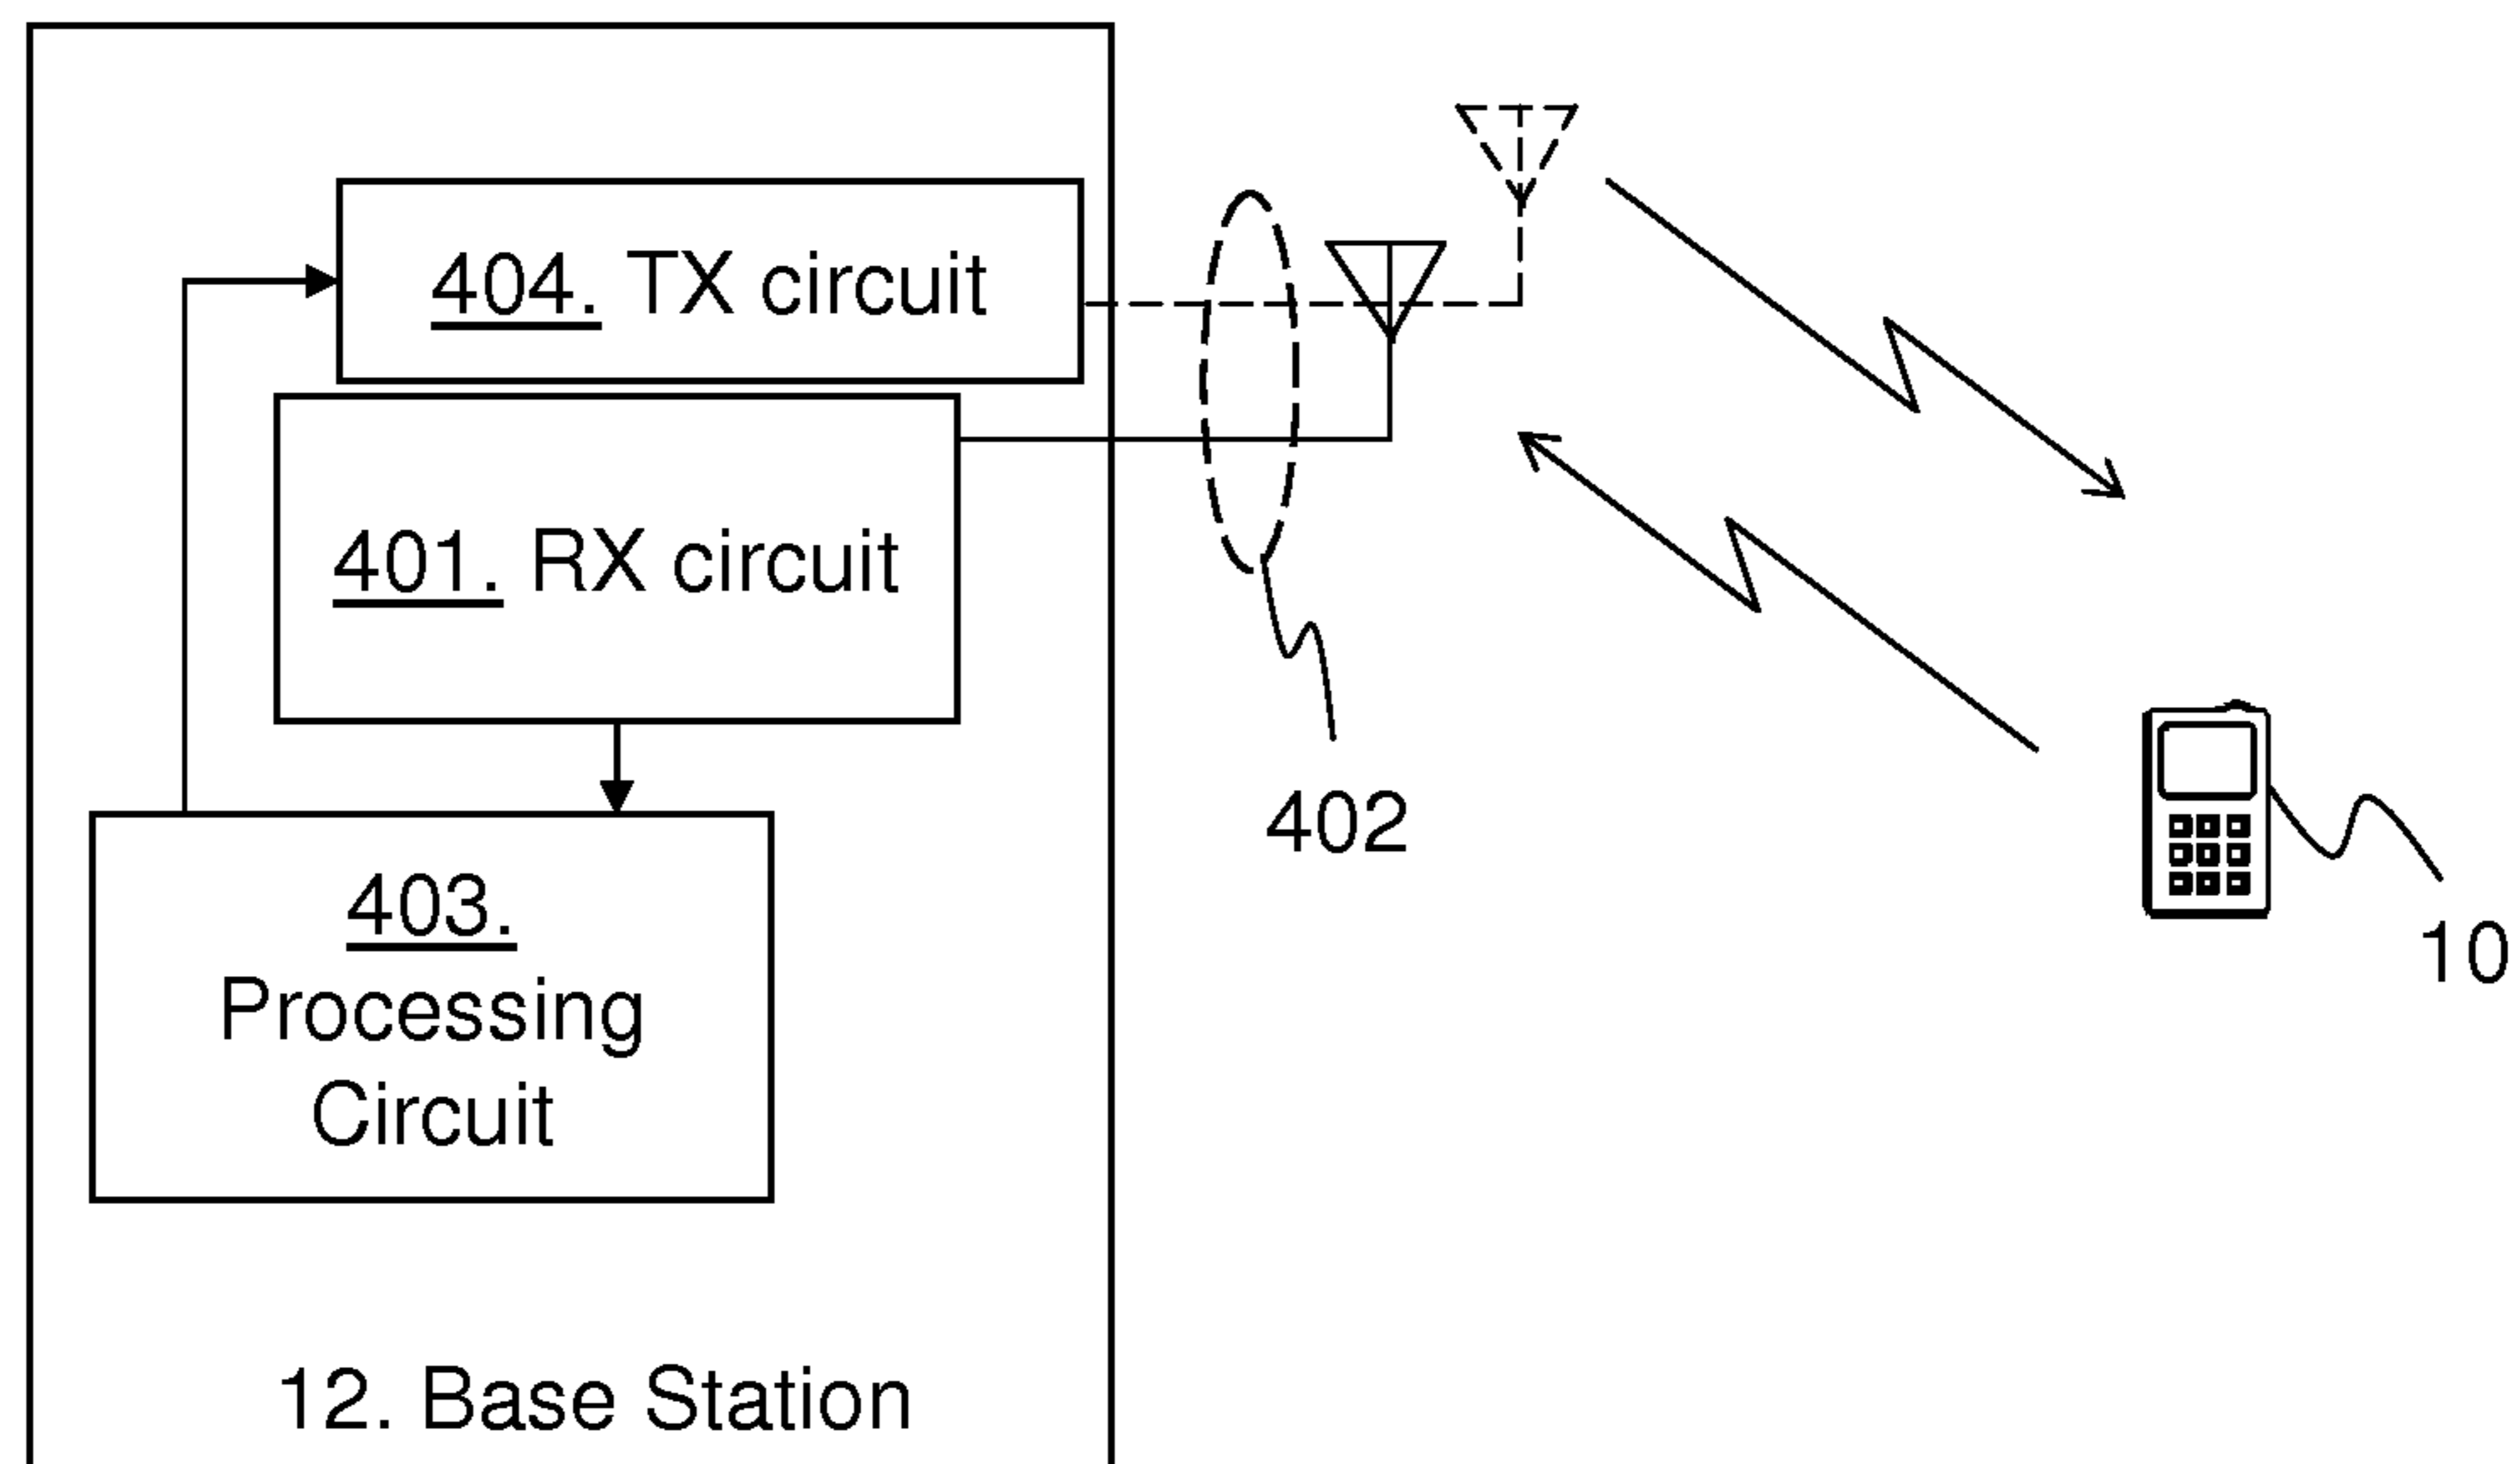 404. TX circuit
401. RX circuit
402
403.
Processing
Circuit
10
12. Base Station